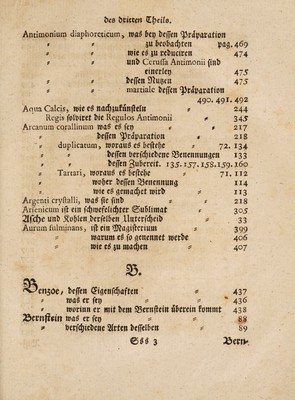 des dritten Theils.
Antimonium diaphoreticum, was bey dessen Präparation
zu beobachten pag. 469
" " wie es zu reduciren 474
" " und Cerussa Antimonii sind
einerley 475
" " dessen Nutzen 475
" " martiale dessen Präparation
490. 491. 492
Aqua Calcis, wie es nachzukünsteln " 244
" Regis solviret die Regulos Antimonii 345
Arcanum corallinum was es sey " 217
" " dessen Präparation " 218
" duplicatum, woraus es bestehe " 72. 134
" " dessen verschiedene Benennungen 133
" " dessen Zubereit. 135. 157. 158. 159. 160
" Tartari, woraus es bestehe " 71. 112
" " woher dessen Benennung 114
" " wie es gemachet wird " 113
Argenti crystalli, was sie sind " " 218
Arsenicum ist ein schwefelichter Sublimat " 305
Asche und Kohlen derselben Unterscheid " 33
Aurum fulminans, ist ein Magisterium " 399
" " warum es so genennet werde " 406
" " wie es zu machen " " 407
B.
Benzoe, dessen Eigenschaften " " 437
" was er sey " " 436
" worinn er mit dem Bernstein überein kommt 438
Bernstein was er sey " " 88
" verschiedene Arten desselben " 89
Sss 3 Bern-